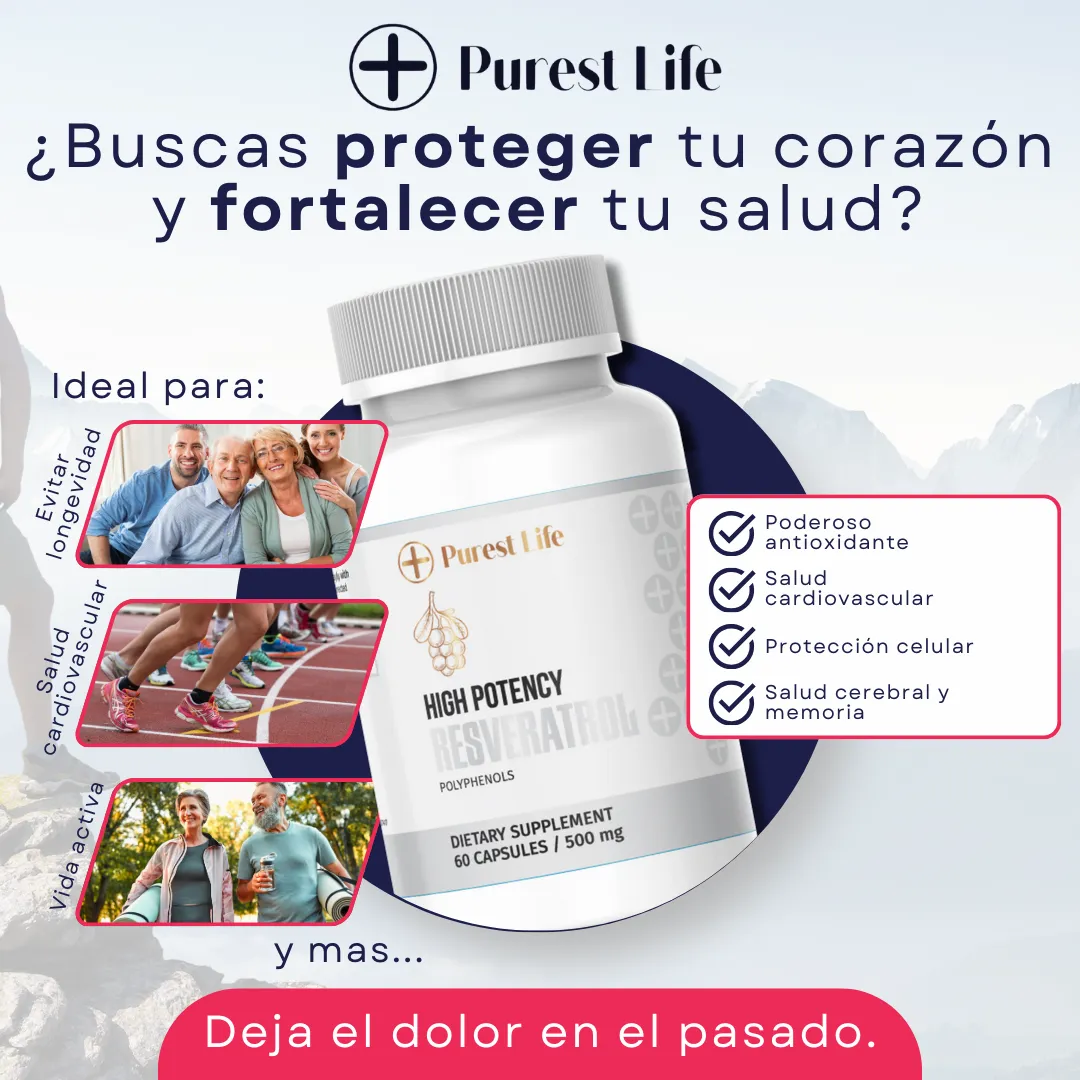 Purest Life
¿Buscas proteger tu corazón
y fortalecer tu salud?
Ideal para:
Evitar
longevidad
Salud
cardiovascular
Vida activa
y mas...
Purest Life
HIGH POTENCY
RESVERATROL
POLYPHENOLS
DIETARY SUPPLEMENT
60 CAPSULES / 500 mg
Poderoso
antioxidante
Salud
cardiovascular
Protección celular
Salud cerebral y
memoria
Deja el dolor en el pasado.